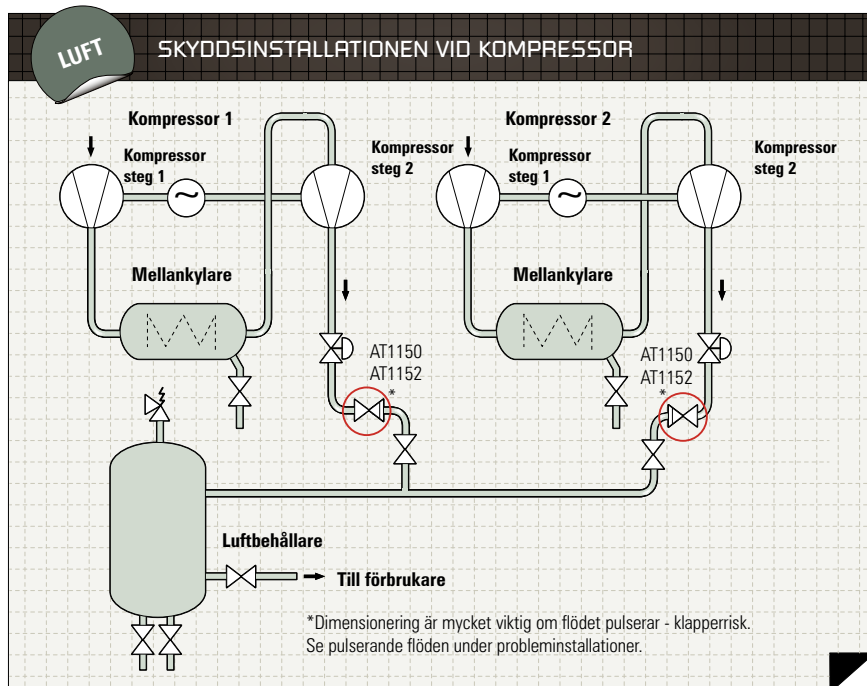 LUFT
SKYDDSINSTALLATIONEN VID KOMPRESSOR
Kompressor 1
Kompressor
steg 1
Kompressor
steg 2
Mellankylare
AT1150
AT1152
*
Kompressor 2
Kompressor
steg 1
Kompressor
steg 2
Mellankylare
AT1150
AT1152
*
Luftbehållare
Till förbrukare
*Dimensionering är mycket viktig om flödet pulserar - klapperrisk.
Se pulserande flöden under probleminstallationer.